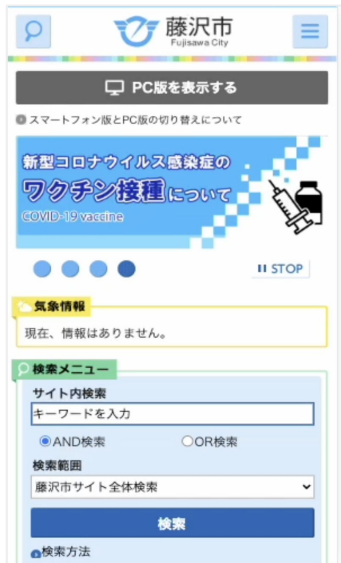 藤沢市
Fujisawa City
PC版を表示する
スマートフォン版とPC版の切り替えについて
新型コロナウイルス感染症の
ワクチン接種について
COVID-19 vaccine
STOP
気象情報
現在、情報はありません。
検索メニュー
サイト内検索
キーワードを入力
AND検索 OR検索
検索範囲
藤沢市サイト全体検索
検索
検索方法